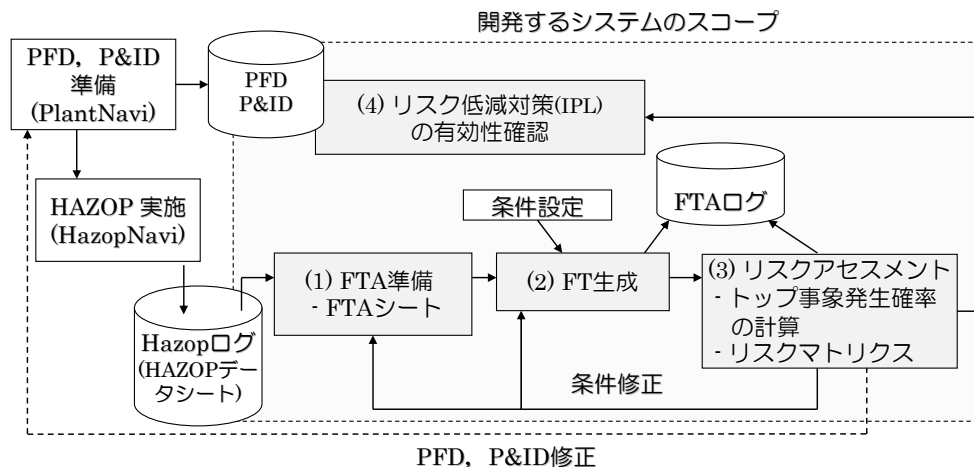 開発するシステムのスコープ
PFD，P&ID
準備
(PlantNavi)
PFD
P&ID
(4) リスク低減対策(IPL)
の有効性確認
HAZOP 実施
(HazopNavi)
条件設定
FTAログ
(1) FTA準備
- FTAシート
(2) FT生成
(3) リスクアセスメント
- トップ事象発生確率
の計算
- リスクマトリクス
Hazopログ
(HAZOPデー
タシート)
条件修正
PFD，P&ID修正